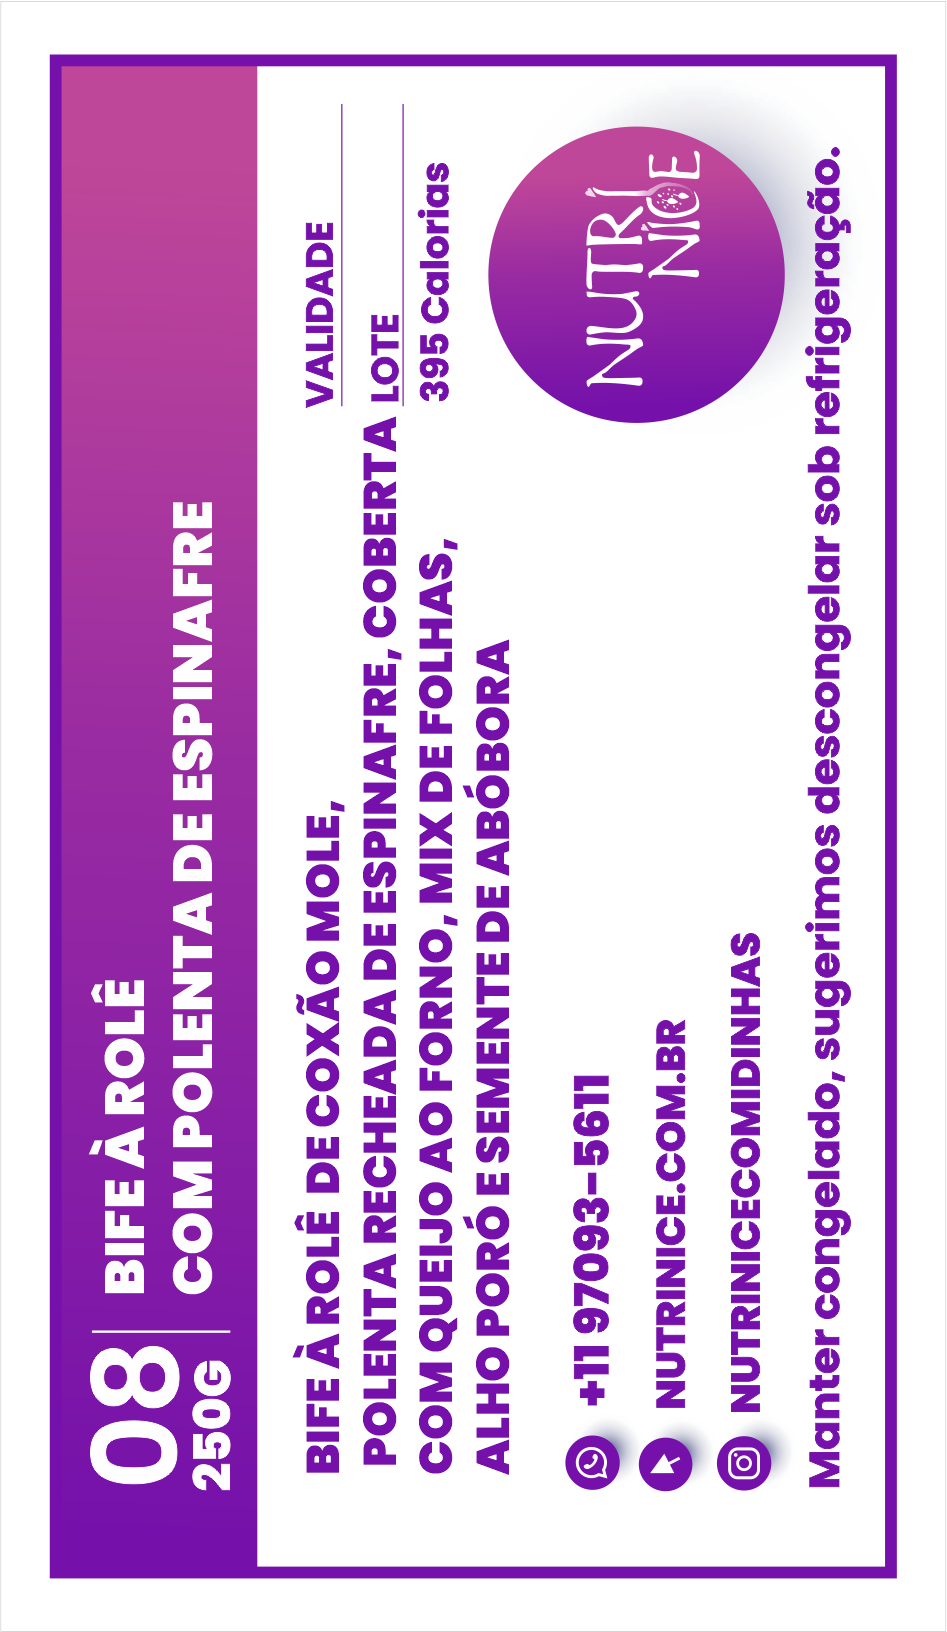 08
250G
BIFE À ROLÊ
COM POLENTA DE ESPINAFRE
BIFE À ROLÊ DE COXÃO MOLE,
POLENTA RECHEADA DE ESPINAFRE, COBERTA
COM QUEIJO AO FORNO, MIX DE FOLHAS,
ALHO PORÓ E SEMENTE DE ABÓBORA
VALIDADE
LOTE
395 Calorias
+11 97093-5611
NUTRINICE.COM.BR
NUTRINICECOMIDINHAS
NUTRÍ
NICE
Manter congelado, sugerimos descongelar sob refrigeração.